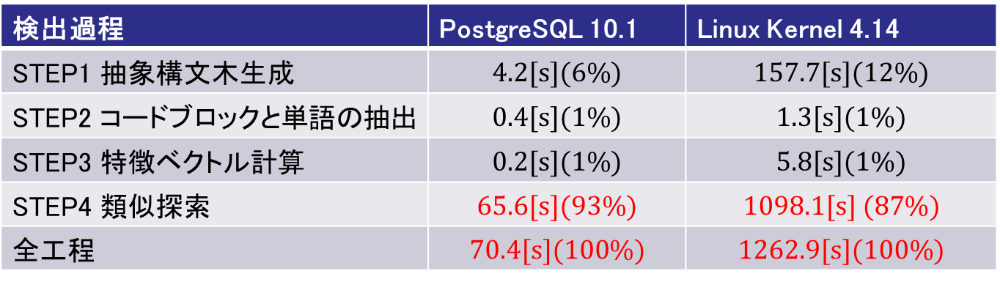 検出過程 PostgreSQL 10.1 Linux Kernel 4.14
STEP1 抽象構文木生成 4.2[s](6%) 157.7[s](12%)
STEP2 コードブロックと単語の抽出 0.4[s](1%) 1.3[s](1%)
STEP3 特徴ベクトル計算 0.2[s](1%) 5.8[s](1%)
STEP4 類似探索 65.6[s](93%) 1098.1[s] (87%)
全工程 70.4[s](100%) 1262.9[s](100%)